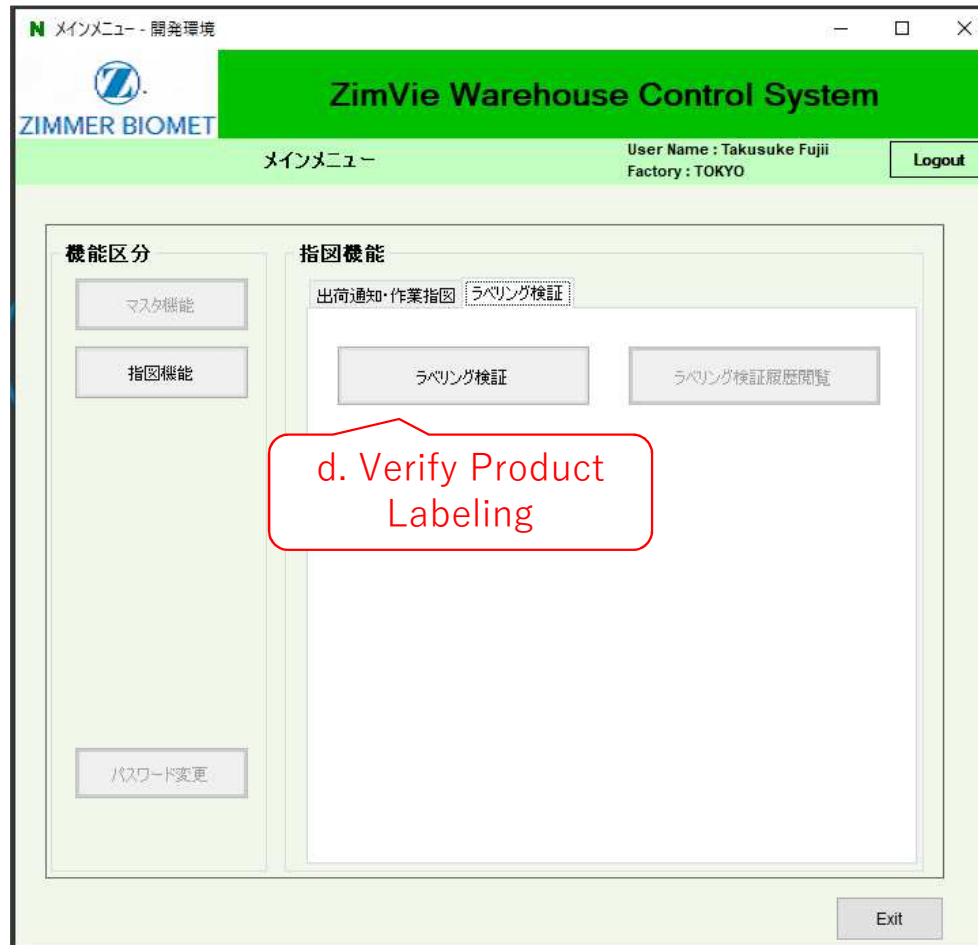 メインメニュー - 開発環境
Z.
ZIMMER BIOMET
ZimVie Warehouse Control System
メインメニュー
User Name : Takusuke Fujii
Factory : TOKYO
Logout
機能区分
指図機能
マスタ機能
出荷通知・作業指図 ラベリング検証
指図機能
ラベリング検証
ラベリング検証履歴閲覧
d. Verify Product
Labeling
パスワード変更
Exit